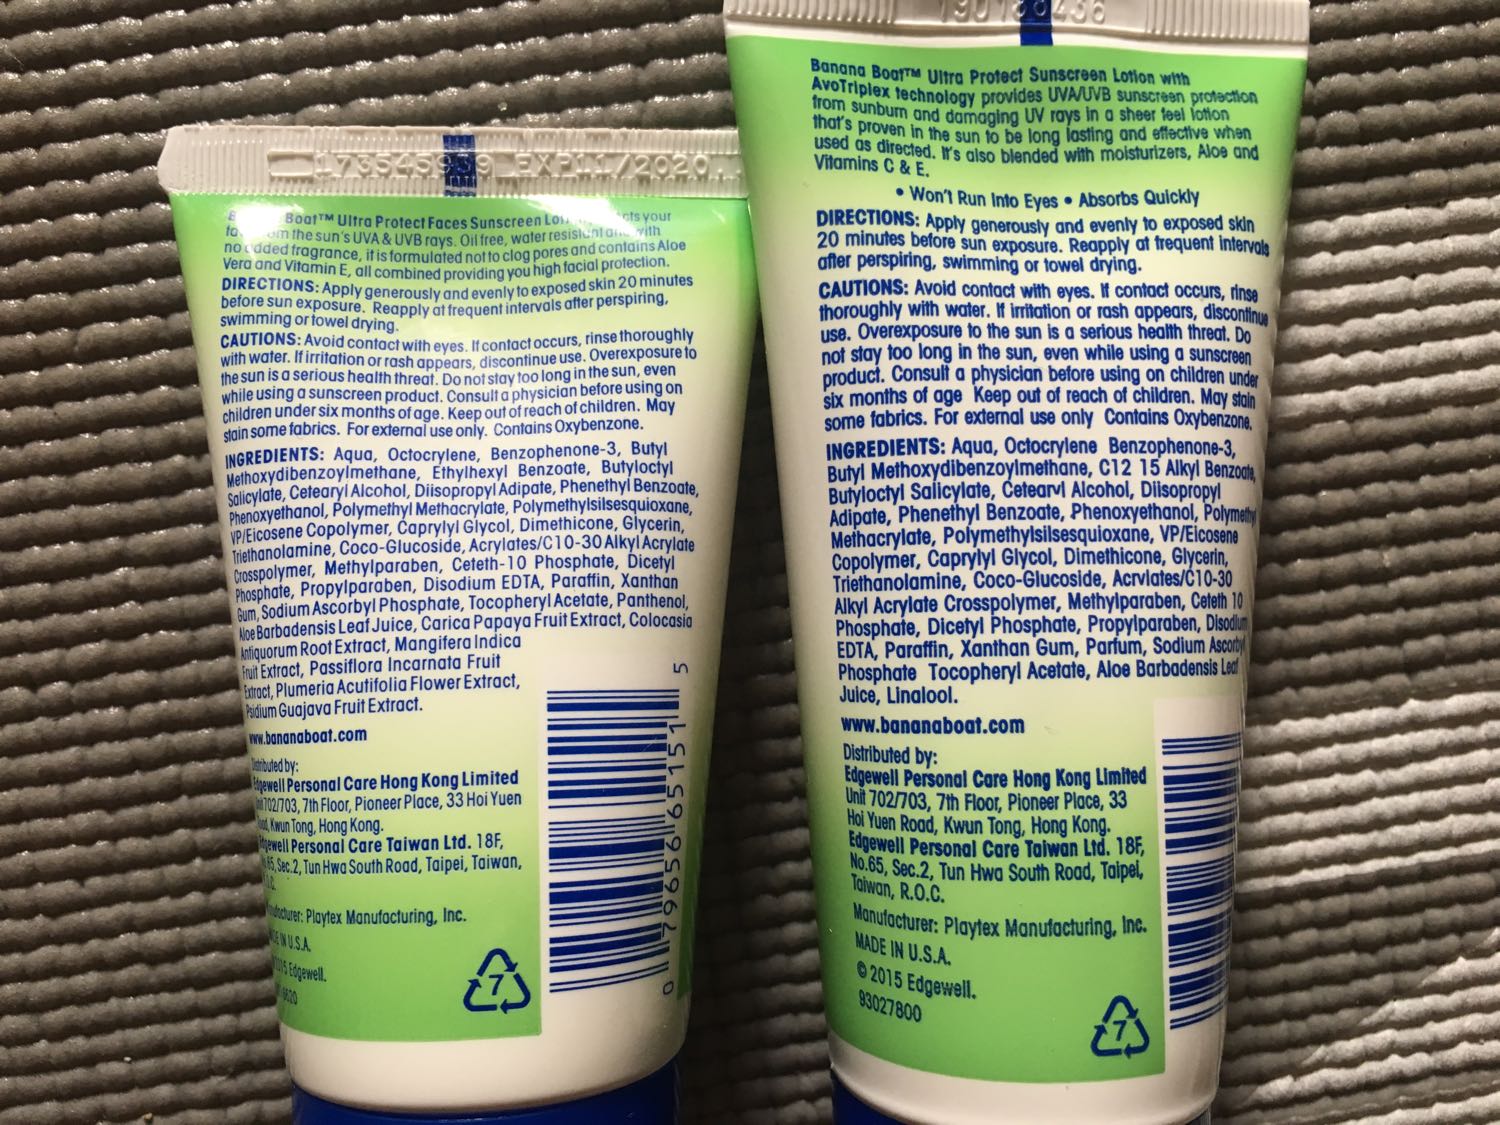 173545909 EXP11/2020
Boat™ Ultra Protect Faces Sunscreen your
the sun's UVA & UVB rays. Oil free, water resistant and with
no added fragrance, it is formulated not to clog pores and contains Aloe
Vera and Vitamin E, all combined providing you high facial protection.
DIRECTIONS: Apply generously and evenly to exposed skin 20 minutes
before sun exposure. Reapply at frequent intervals after perspiring,
swimming or towel drying.
CAUTIONS: Avoid contact with eyes. If contact occurs, rinse thoroughly
with water. If irritation or rash appears, discontinue use. Overexposure to
the sun is a serious health threat. Do not stay too long in the sun, even
while using a sunscreen product. Consult a physician before using on
children under six months of age. Keep out of reach of children. May
stain some fabrics. For external use only. Contains Oxybenzone.
INGREDIENTS: Aqua, Octocrylene, Benzophenone-3, Butyl
Methoxydibenzoylmethane, Ethylhexyl Benzoate, Butyloctyl
Salicylate, Cetearyl Alcohol, Diisopropyl Adipate, Phenethyl Benzoate,
Phenoxyethanol, Polymethyl Methacrylate, Polymethylsilsesquioxane,
VP/Eicosene Copolymer, Caprylyl Glycol, Dimethicone, Glycerin,
Triethanolamine, Coco-Glucoside, Acrylates/C10-30 Alkyl Acrylate
Crosspolymer, Methylparaben, Ceteth-10 Phosphate, Dicetyl
Phosphate, Propylparaben, Disodium EDTA, Paraffin, Xanthan
Gum, Sodium Ascorbyl Phosphate, Tocopheryl Acetate, Panthenol,
Aloe Barbadensis Leaf Juice, Carica Papaya Fruit Extract, Colocasia
Antiquorum Root Extract, Mangifera Indica
Fruit Extract, Passiflora Incarnata Fruit
Extract, Plumeria Acutifolia Flower Extract,
Psidium Guajava Fruit Extract.
www.bananaboat.com
Distributed by:
Edgewell Personal Care Hong Kong Limited
Unit 702/703, 7th Floor, Pioneer Place, 33 Hoi Yuen
Road, Kwun Tong, Hong Kong.
Edgewell Personal Care Taiwan Ltd. 18F,
No.65, Sec.2, Tun Hwa South Road, Taipei, Taiwan,
Manufacturer: Playtex Manufacturing, Inc.
MADE IN U.S.A.
Edgewell.
7
0 79656 65151 5
Banana Boat™ Ultra Protect Sunscreen Lotion with
AvoTriplex technology provides UVA/UVB sunscreen protection
from sunburn and damaging UV rays in a sheer feel lotion
that's proven in the sun to be long lasting and effective when
used as directed. It's also blended with moisturizers, Aloe and
Vitamins C & E.
• Won't Run Into Eyes • Absorbs Quickly
DIRECTIONS: Apply generously and evenly to exposed skin
20 minutes before sun exposure. Reapply at frequent intervals
after perspiring, swimming or towel drying.
CAUTIONS: Avoid contact with eyes. If contact occurs, rinse
thoroughly with water. If irritation or rash appears, discontinue
use. Overexposure to the sun is a serious health threat. Do
not stay too long in the sun, even while using a sunscreen
product. Consult a physician before using on children under
six months of age Keep out of reach of children. May stain
some fabrics. For external use only Contains Oxybenzone.
INGREDIENTS: Aqua, Octocrylene Benzophenone-3,
Butyl Methoxydibenzoylmethane, C12 15 Alkyl Benzoate,
Butyloctyl Salicylate, Cetearyl Alcohol, Diisopropyl
Adipate, Phenethyl Benzoate, Phenoxyethanol, Polymethyl
Methacrylate, Polymethylsilsesquioxane, VP/Eicosene
Copolymer, Caprylyl Glycol, Dimethicone, Glycerin,
Triethanolamine, Coco-Glucoside, Acrylates/C10-30
Alkyl Acrylate Crosspolymer, Methylparaben, Ceteth 10
Phosphate, Dicetyl Phosphate, Propylparaben, Disodium
EDTA, Paraffin, Xanthan Gum, Parfum, Sodium Ascorbyl
Phosphate Tocopheryl Acetate, Aloe Barbadensis Leaf
Juice, Linalool.
www.bananaboat.com
Distributed by:
Edgewell Personal Care Hong Kong Limited
Unit 702/703, 7th Floor, Pioneer Place, 33
Hoi Yuen Road, Kwun Tong, Hong Kong.
Edgewell Personal Care Taiwan Ltd. 18F,
No.65, Sec.2, Tun Hwa South Road, Taipei,
Taiwan, R.O.C.
Manufacturer: Playtex Manufacturing, Inc.
MADE IN U.S.A.
© 2015 Edgewell.
93027800
7